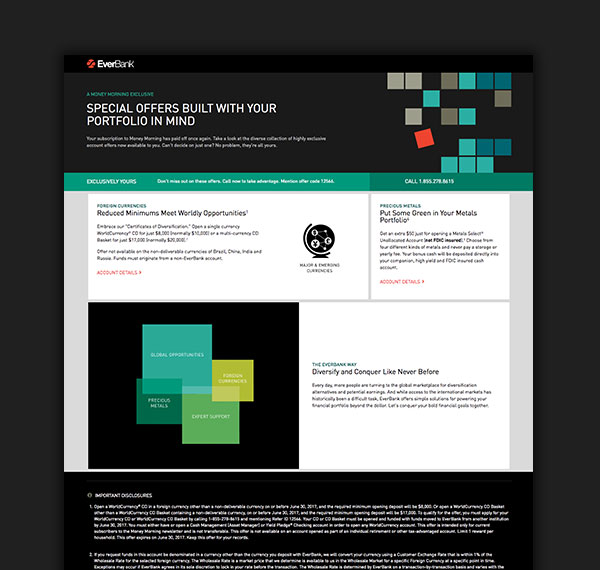 EverBank
A MONEY MORNING EXCLUSIVE
SPECIAL OFFERS BUILT WITH YOUR
PORTFOLIO IN MIND
Your subscription to Money Morning has paid off once again. Take a look at the diverse collection of highly exclusive
account offers now available to you. Can't decide on just one? No problem, they're all yours.
EXCLUSIVELY YOURS
Don't miss out on these offers. Call now to take advantage. Mention offer code 12566.
CALL 1.855.278.8615
FOREIGN CURRENCIES
Reduced Minimums Meet Worldly Opportunities¹
Embrace our "Certificates of Diversification." Open a single currency
WorldCurrency® CD for just $8,000 (normally $10,000) or a multi-currency CD
Basket for just $17,000 (normally $20,000).²
Offer not available on the non-deliverable currencies of Brazil, China, India and
Russia. Funds must originate from a non-EverBank account.
ACCOUNT DETAILS >
MAJOR & EMERGING
CURRENCIES
PRECIOUS METALS
Put Some Green in Your Metals
Portfolio
Get an extra $50 just for opening a Metals Select®
Unallocated Account (not FDIC insured). Choose from
four different kinds of metals and never pay a storage or
yearly fee. Your bonus cash will be deposited directly into
your companion, high yield and FDIC insured cash
account.
ACCOUNT DETAILS >
GLOBAL OPPORTUNITIES
FOREIGN
CURRENCIES
PRECIOUS
METALS
EXPERT SUPPORT
THE EVERBANK WAY
Diversify and Conquer Like Never Before
Every day, more people are turning to the global marketplace for diversification
alternatives and potential earnings. And while access to the international markets has
historically been a difficult task, EverBank offers simple solutions for powering your
financial portfolio beyond the dollar. Let's conquer your bold financial goals together.
IMPORTANT DISCLOSURES
1. Open a WorldCurrency® CD in a foreign currency other than a non-deliverable currency on or before June 30, 2017, and the required minimum opening deposit will be $8,000. Or open a WorldCurrency CD
Basket other than a WorldCurrency CD Basket containing a non-deliverable currency, on or before June 30, 2017, and the required minimum opening deposit will be $17,000. To qualify for the offer, you must apply for your
WorldCurrency CD or WorldCurrency CD Basket by calling 1-855-278-8615 and mentioning Refer ID 12566. Your CD or CD Basket must be opened and funded with funds moved to EverBank from another institution
by June 30, 2017. You must either have or open a Cash Management (Asset Manager) or Yield Pledge® Checking account in order to open any WorldCurrency account. This offer is intended only for current
subscribers to the Money Morning newsletter and is not transferrable. This offer is not available on an account opened as part of an individual retirement or other tax-advantaged account. Limit 1 reward per
household. This offer expires on June 30, 2017. Keep this offer for your records.
2. If you request funds in this account be denominated in a currency other than the currency you deposit with EverBank, we will convert your currency using a Customer Exchange Rate that is within 1% of the
Wholesale Rate for the selected foreign currency. The Wholesale Rate is a market price that we determine is available to us in the Wholesale Market for a specific Foreign Currency at a specific point in time.
Exceptions may occur if EverBank agrees in its sole discretion to lock in your rate before the transaction. The Wholesale Rate is determined by EverBank on a transaction-by-transaction basis and varies with the